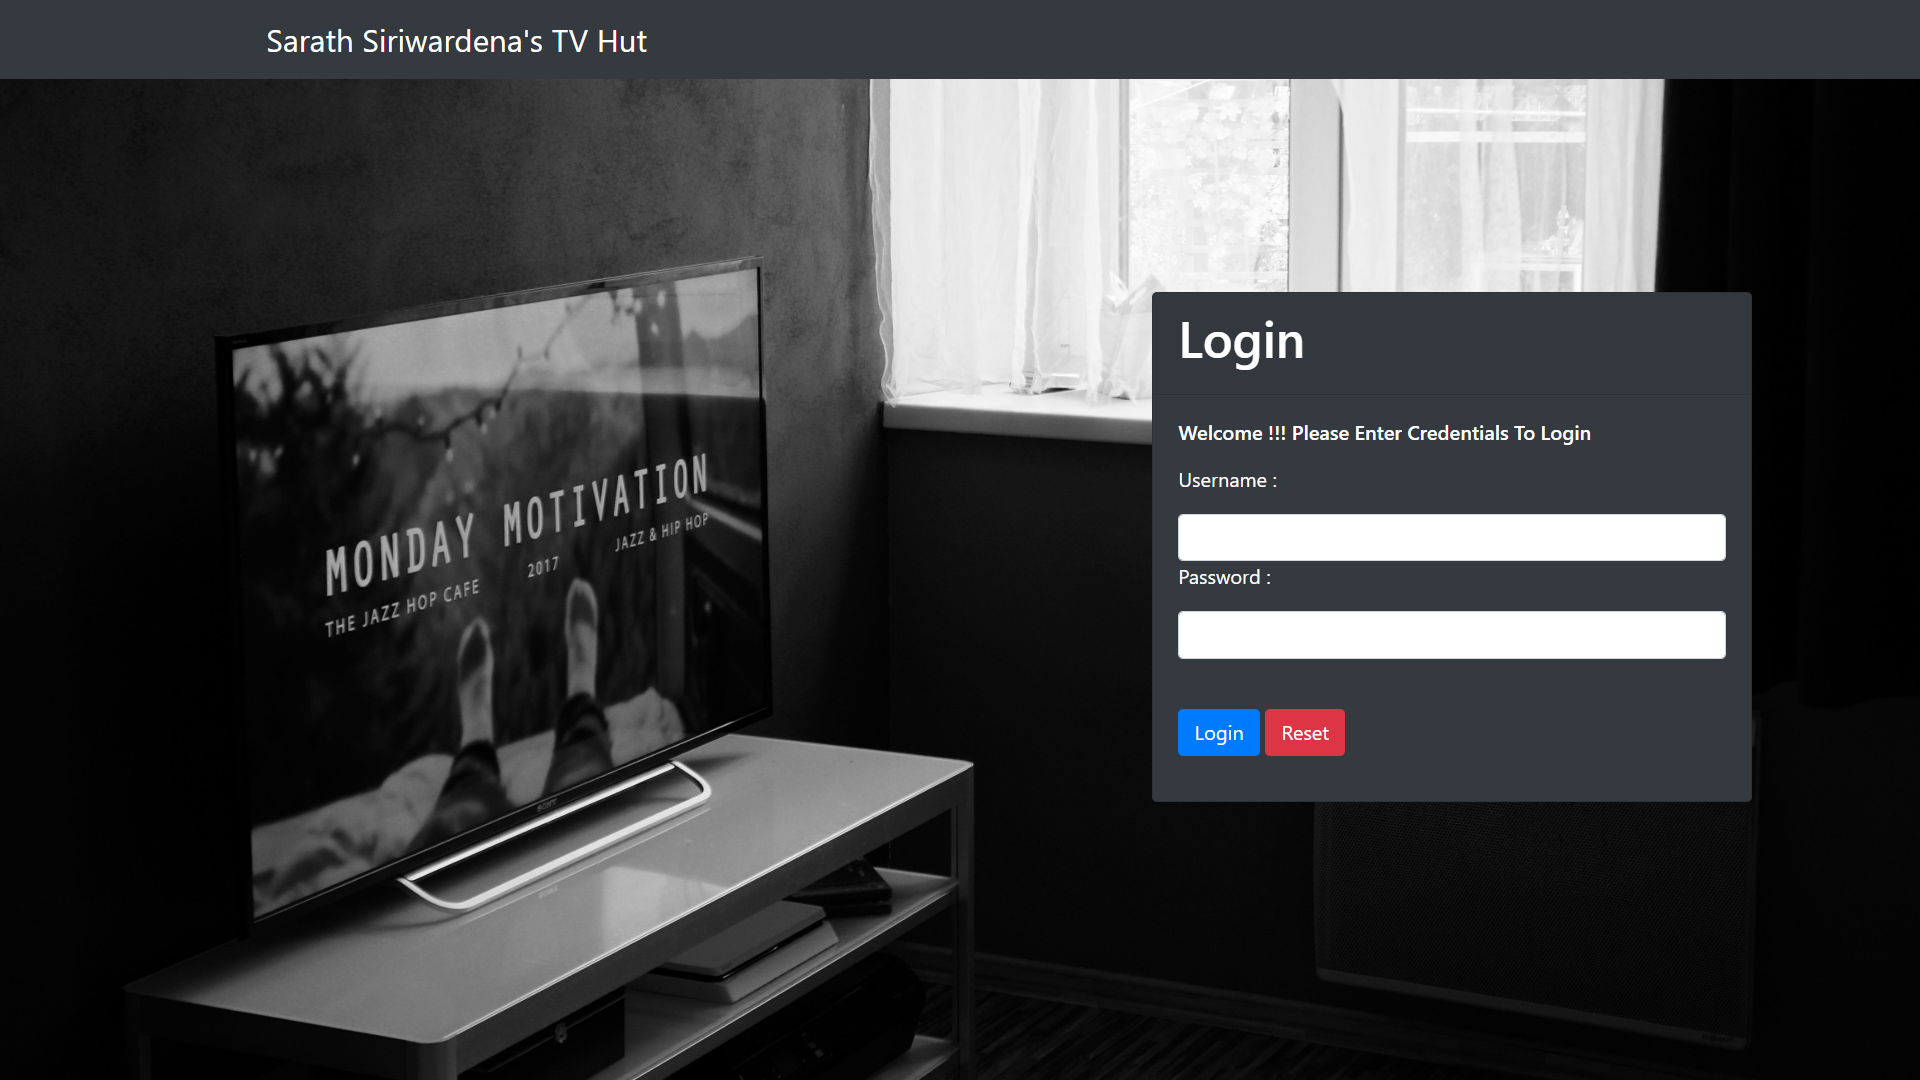 Sarath Siriwardena's TV Hut
MONDAY MOTIVATION
THE JAZZ HOP CAFE 2017 JAZZ & HIP HOP
SONY
Login
Welcome !!! Please Enter Credentials To Login
Username :
Password :
Login Reset